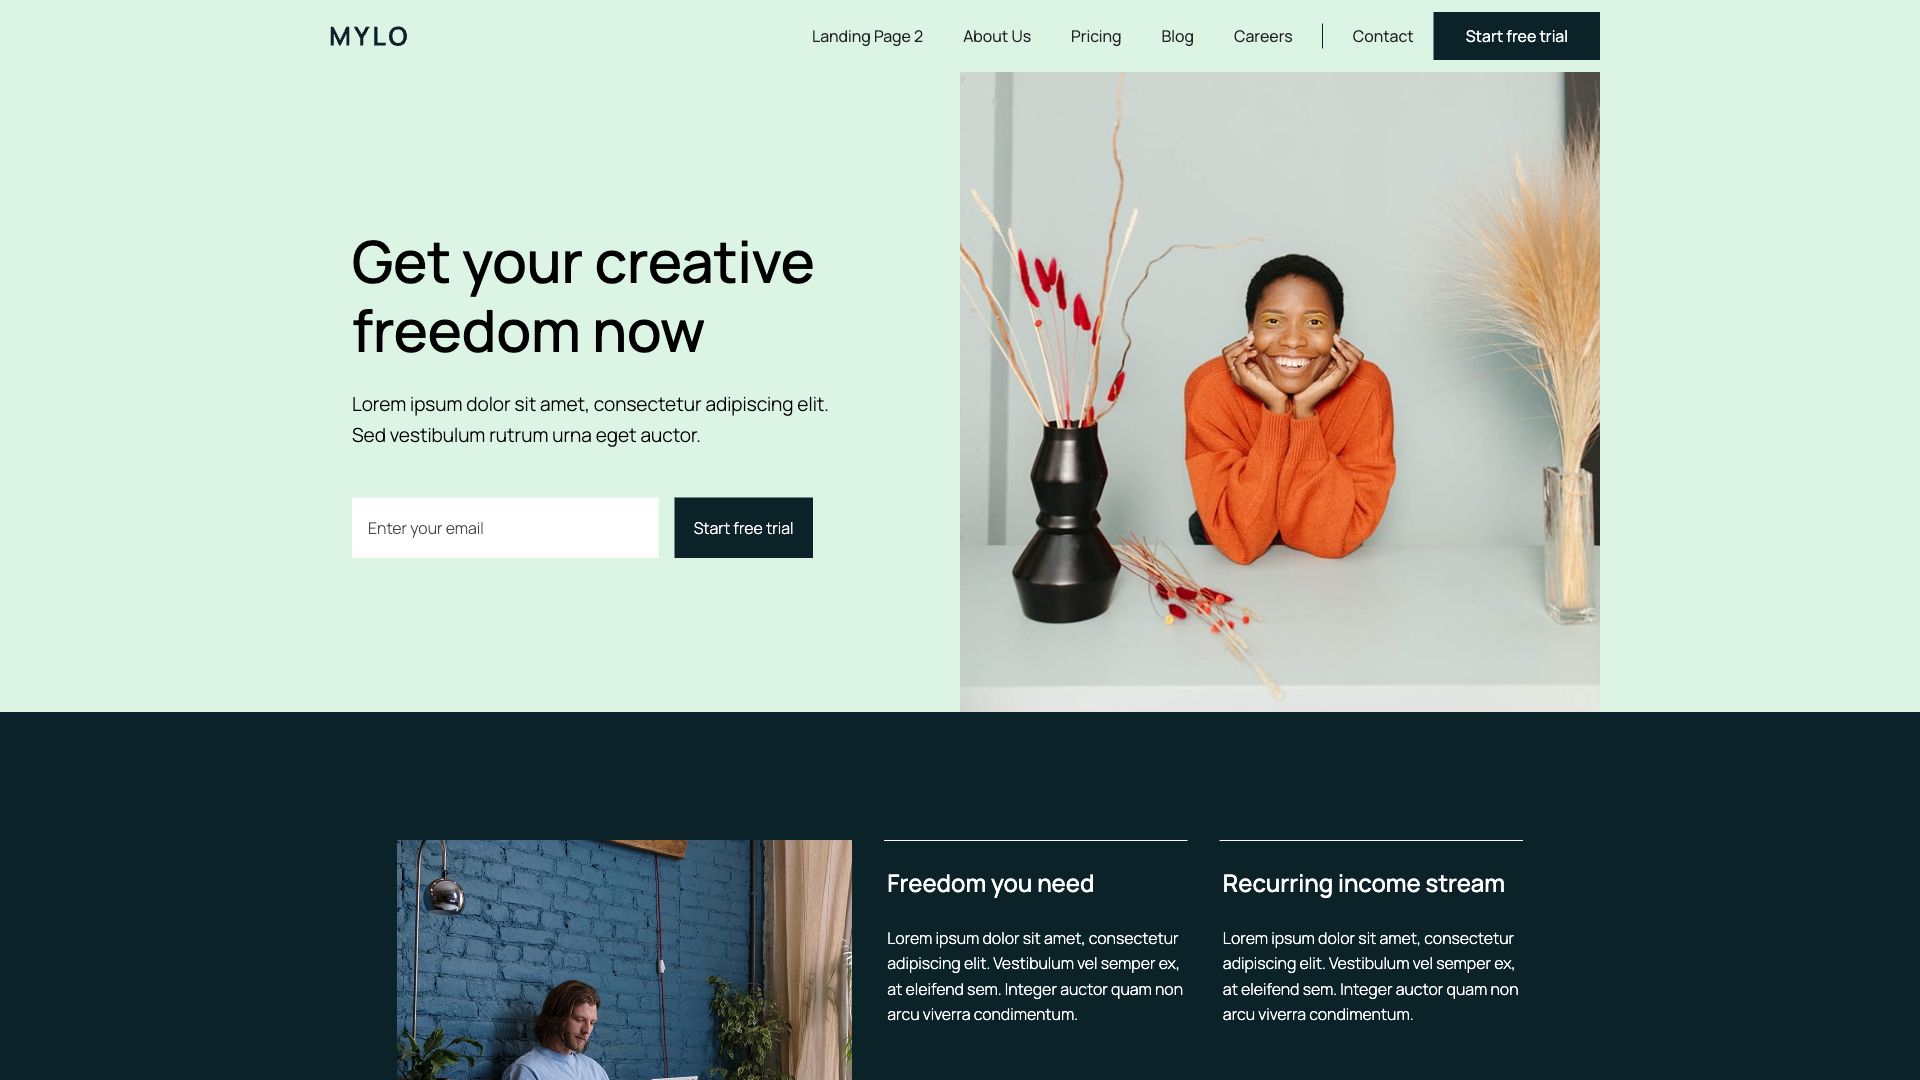 MYLO
Landing Page 2
About Us
Pricing
Blog
Careers
Contact
Start free trial
Get your creative
freedom now
Lorem ipsum dolor sit amet, consectetur adipiscing elit.
Sed vestibulum rutrum urna eget auctor.
Enter your email
Start free trial
Freedom you need
Lorem ipsum dolor sit amet, consectetur
adipiscing elit. Vestibulum vel semper ex,
at eleifend sem. Integer auctor quam non
arcu viverra condimentum.
Recurring income stream
Lorem ipsum dolor sit amet, consectetur
adipiscing elit. Vestibulum vel semper ex,
at eleifend sem. Integer auctor quam non
arcu viverra condimentum.